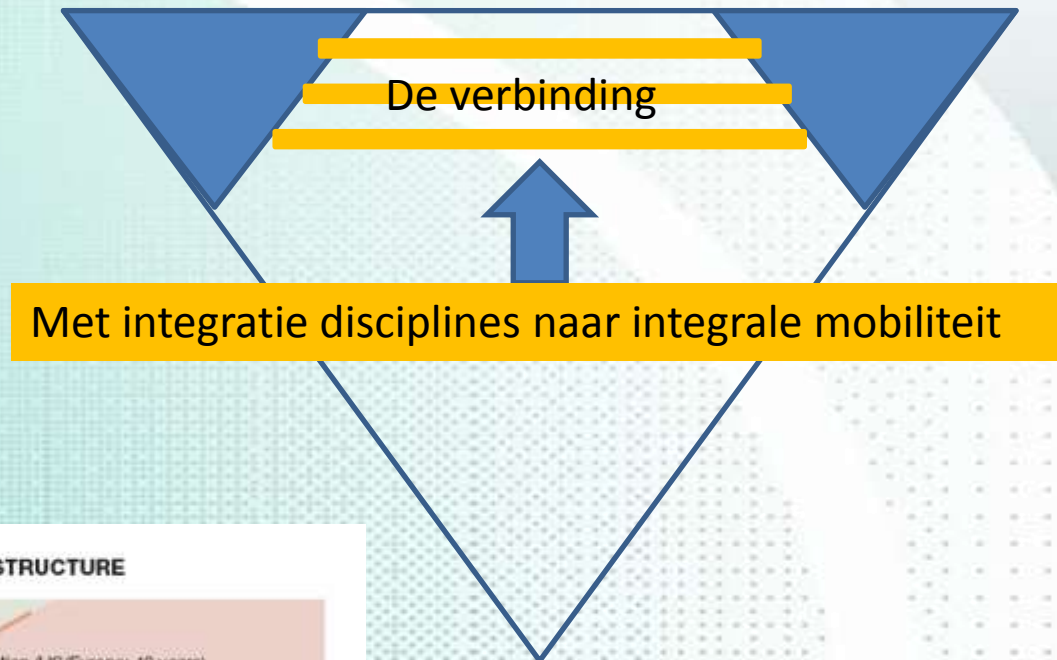 De verbinding
Met integratie disciplines naar integrale mobiliteit
STRUCTURE